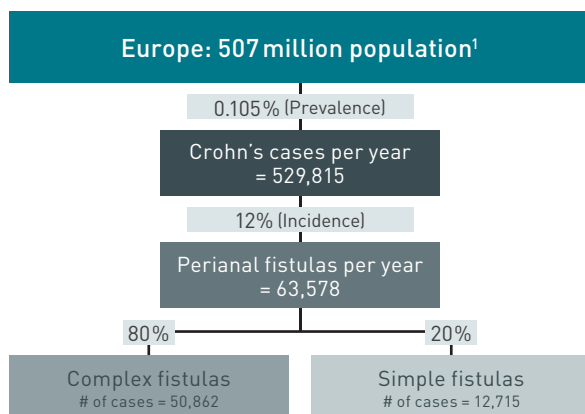 Europe: 507 million population¹
0.105% (Prevalence)
Crohn's cases per year
= 529,815
12% (Incidence)
Perianal fistulas per year
= 63,578
80%
20%
Complex fistulas
# of cases = 50,862
Simple fistulas
# of cases = 12,715